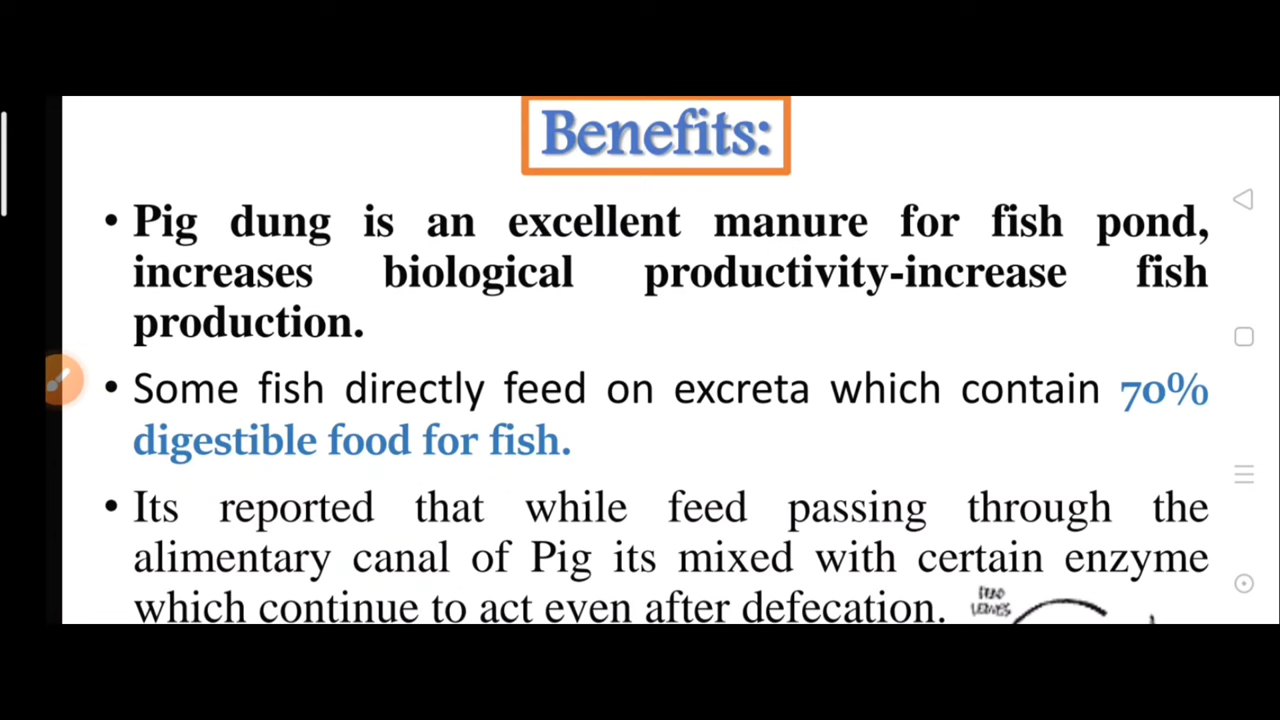 Benefits:
• Pig dung is an excellent manure for fish pond,
increases biological productivity-increase fish
production.
• Some fish directly feed on excreta which contain 70%
digestible food for fish.
• Its reported that while feed passing through the
alimentary canal of Pig its mixed with certain enzyme
which continue to act even after defecation.
DEAD
LEAVES